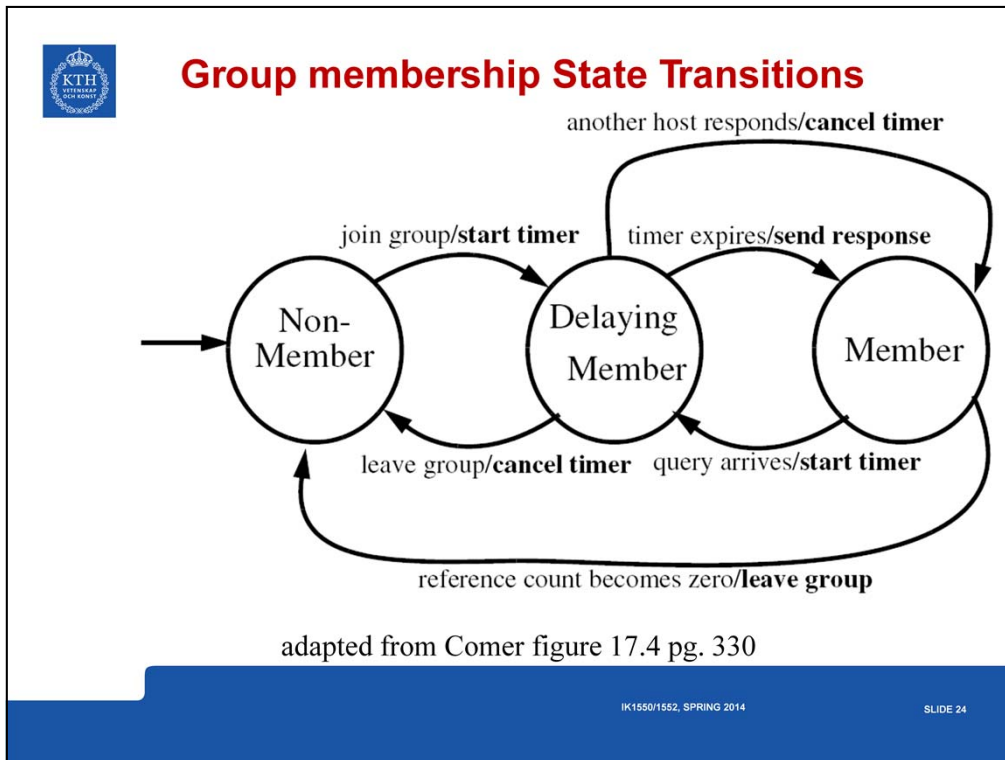 KTH
VETENSKAP
OCH KONST
Group membership State Transitions
another host responds/cancel timer
join group/start timer
timer expires/send response
Non-
Member
Delaying
Member
Member
leave group/cancel timer
query arrives/start timer
reference count becomes zero/leave group
adapted from Comer figure 17.4 pg. 330
IK1550/1552, SPRING 2014
SLIDE 24